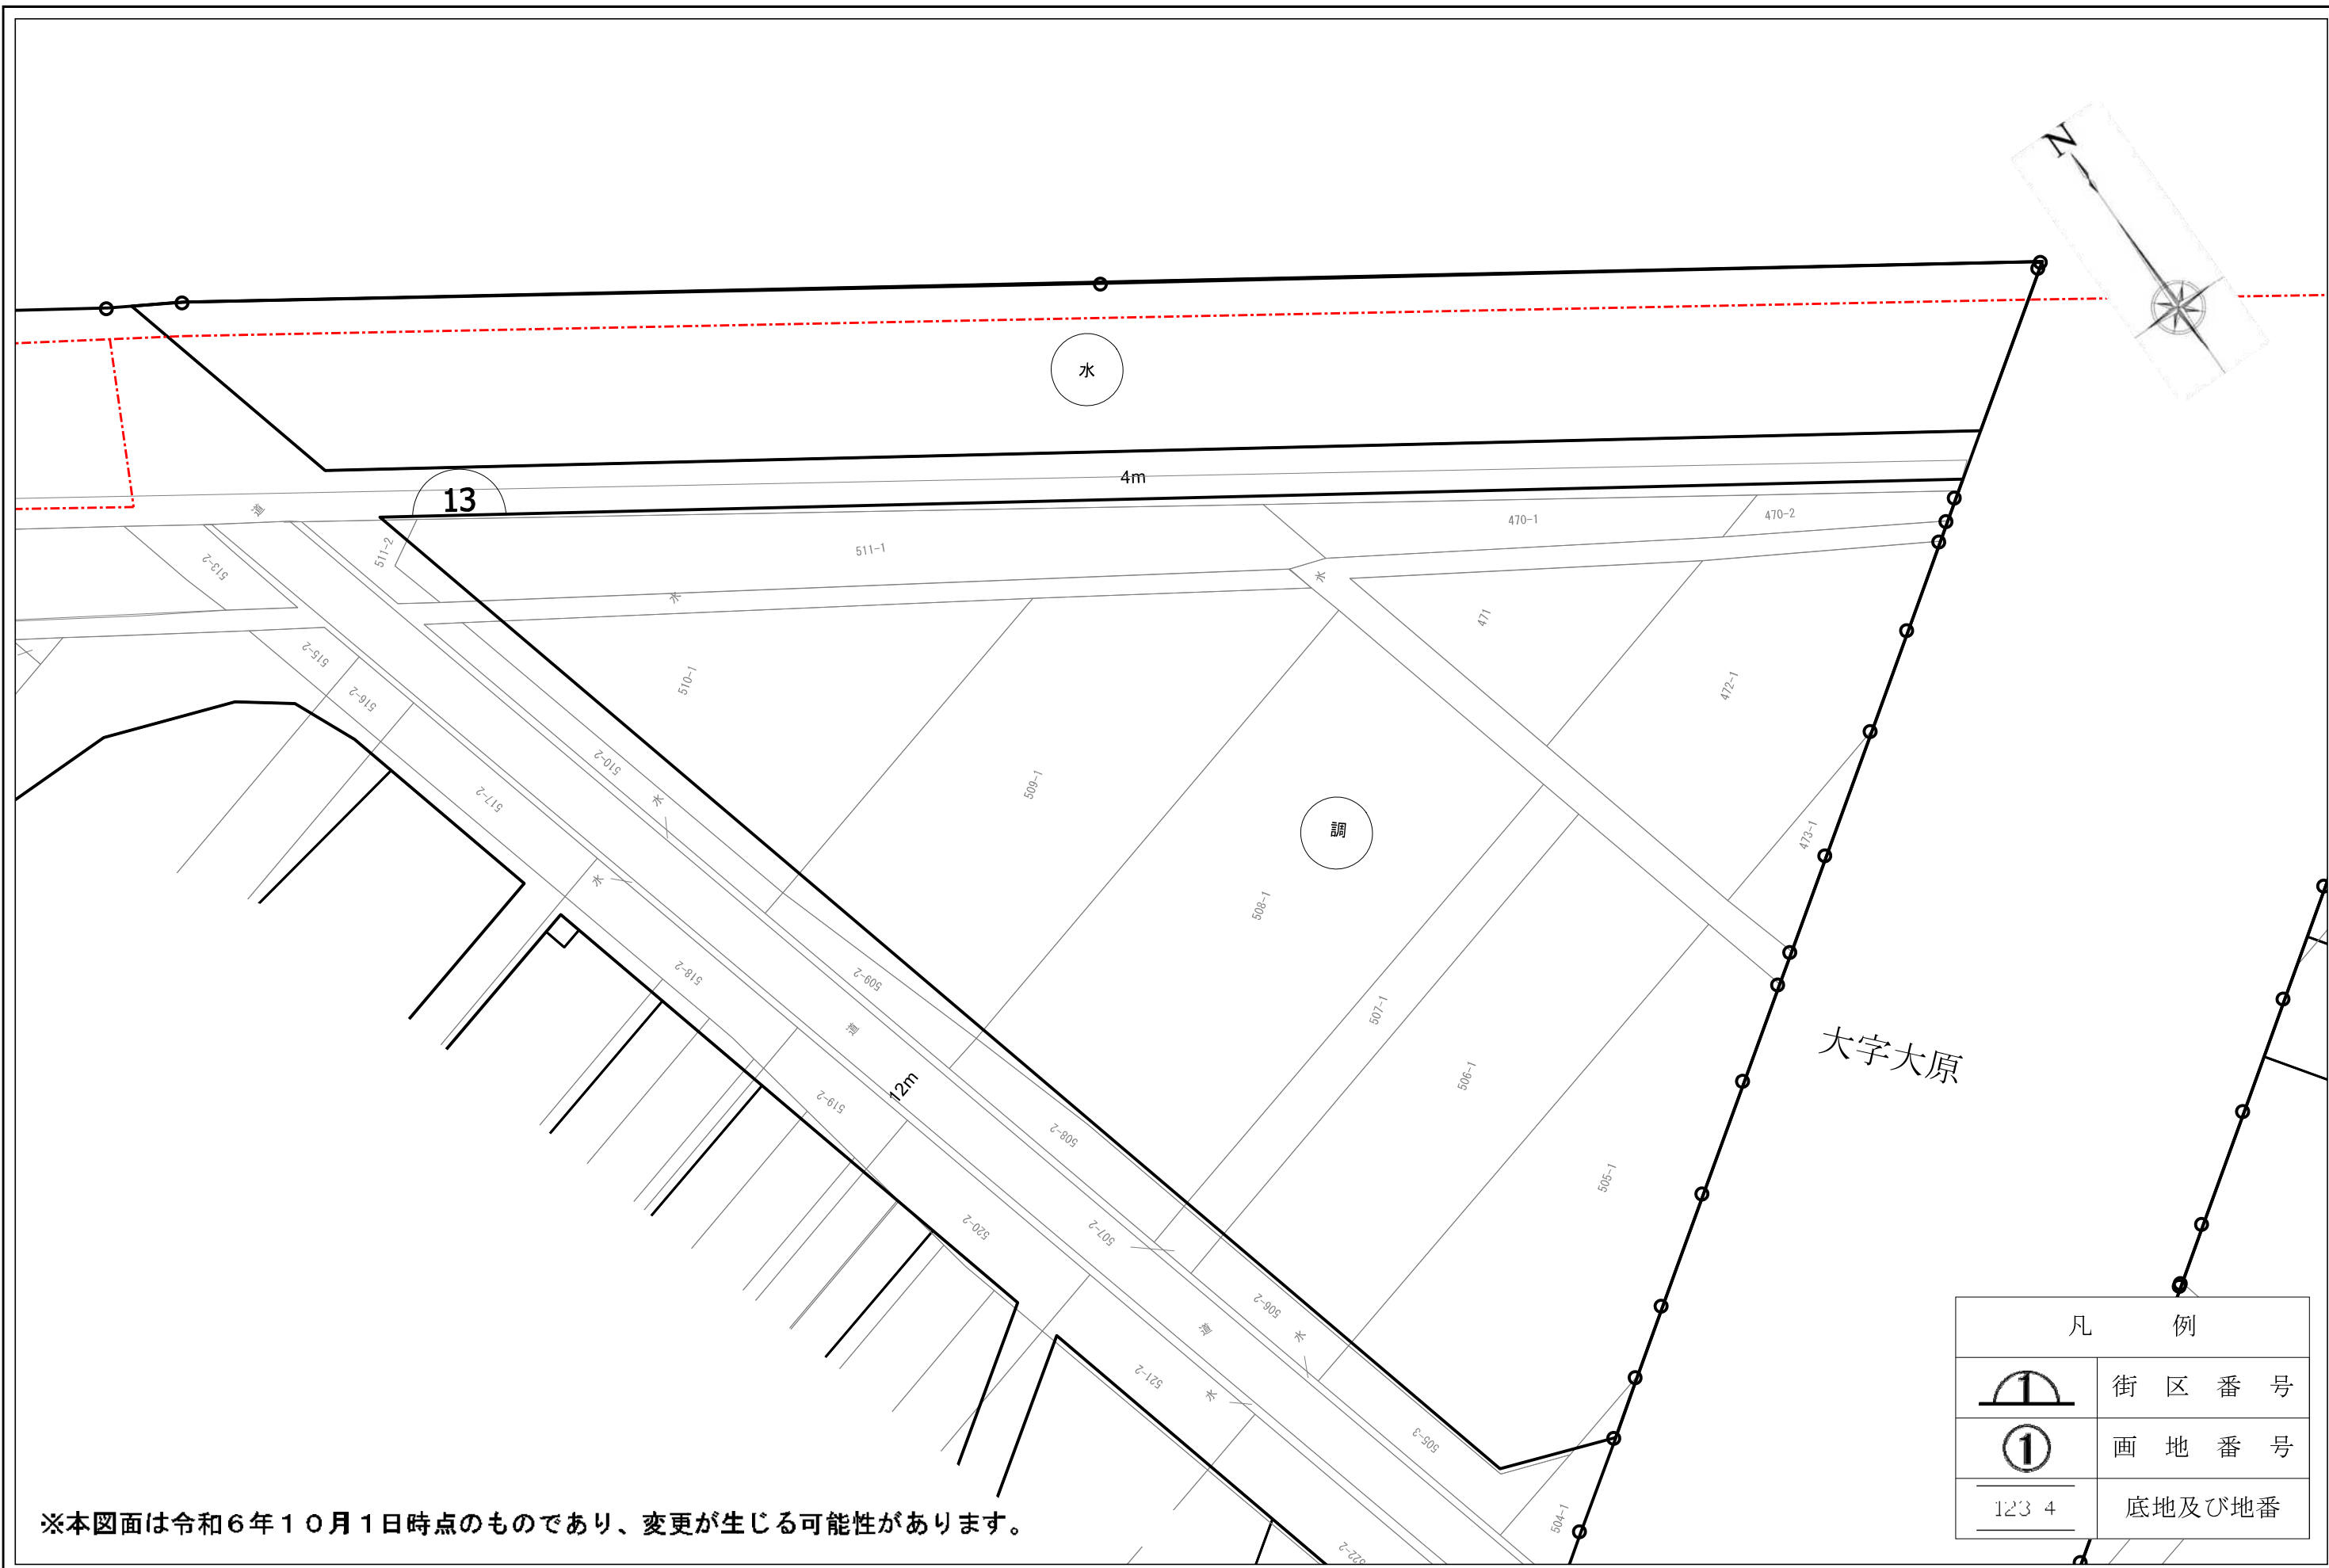 N
水
4m
13
道
470-1
470-2
511-2
511-1
513-2
水
水
471
515-2
510-1
472-1
516-2
510-2
509-1
水
517-2
調
473-1
水
508-1
518-2
509-2
507-1
道
大字大原
12m
506-1
519-2
508-2
505-1
520-2
507-2
506-2
道
水
521-2
水
505-3
504-1
522-2
凡 例
1 街区番号
1 画地番号
123 4 底地及び地番
※本図面は令和6年10月1日時点のものであり、変更が生じる可能性があります。